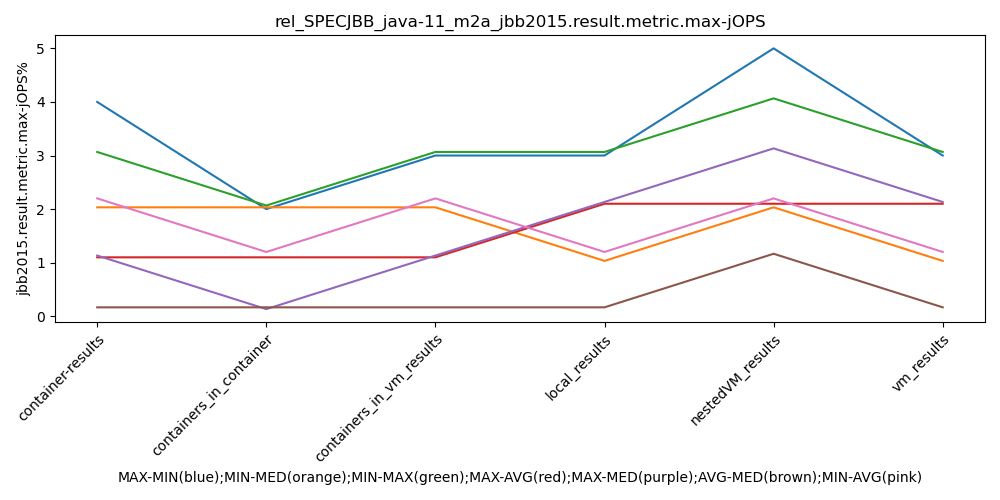 rel_SPECJBB_java-11_m2a_jbb2015.result.metric.max-jOPS
jbb2015.result.metric.max-jOPS%
5
4
3
2
1
0
container-results
containers_in_container
containers_in_vm_results
local_results
nestedVM_results
vm_results
MAX-MIN(blue);MIN-MED(orange);MIN-MAX(green);MAX-AVG(red);MAX-MED(purple);AVG-MED(brown);MIN-AVG(pink)